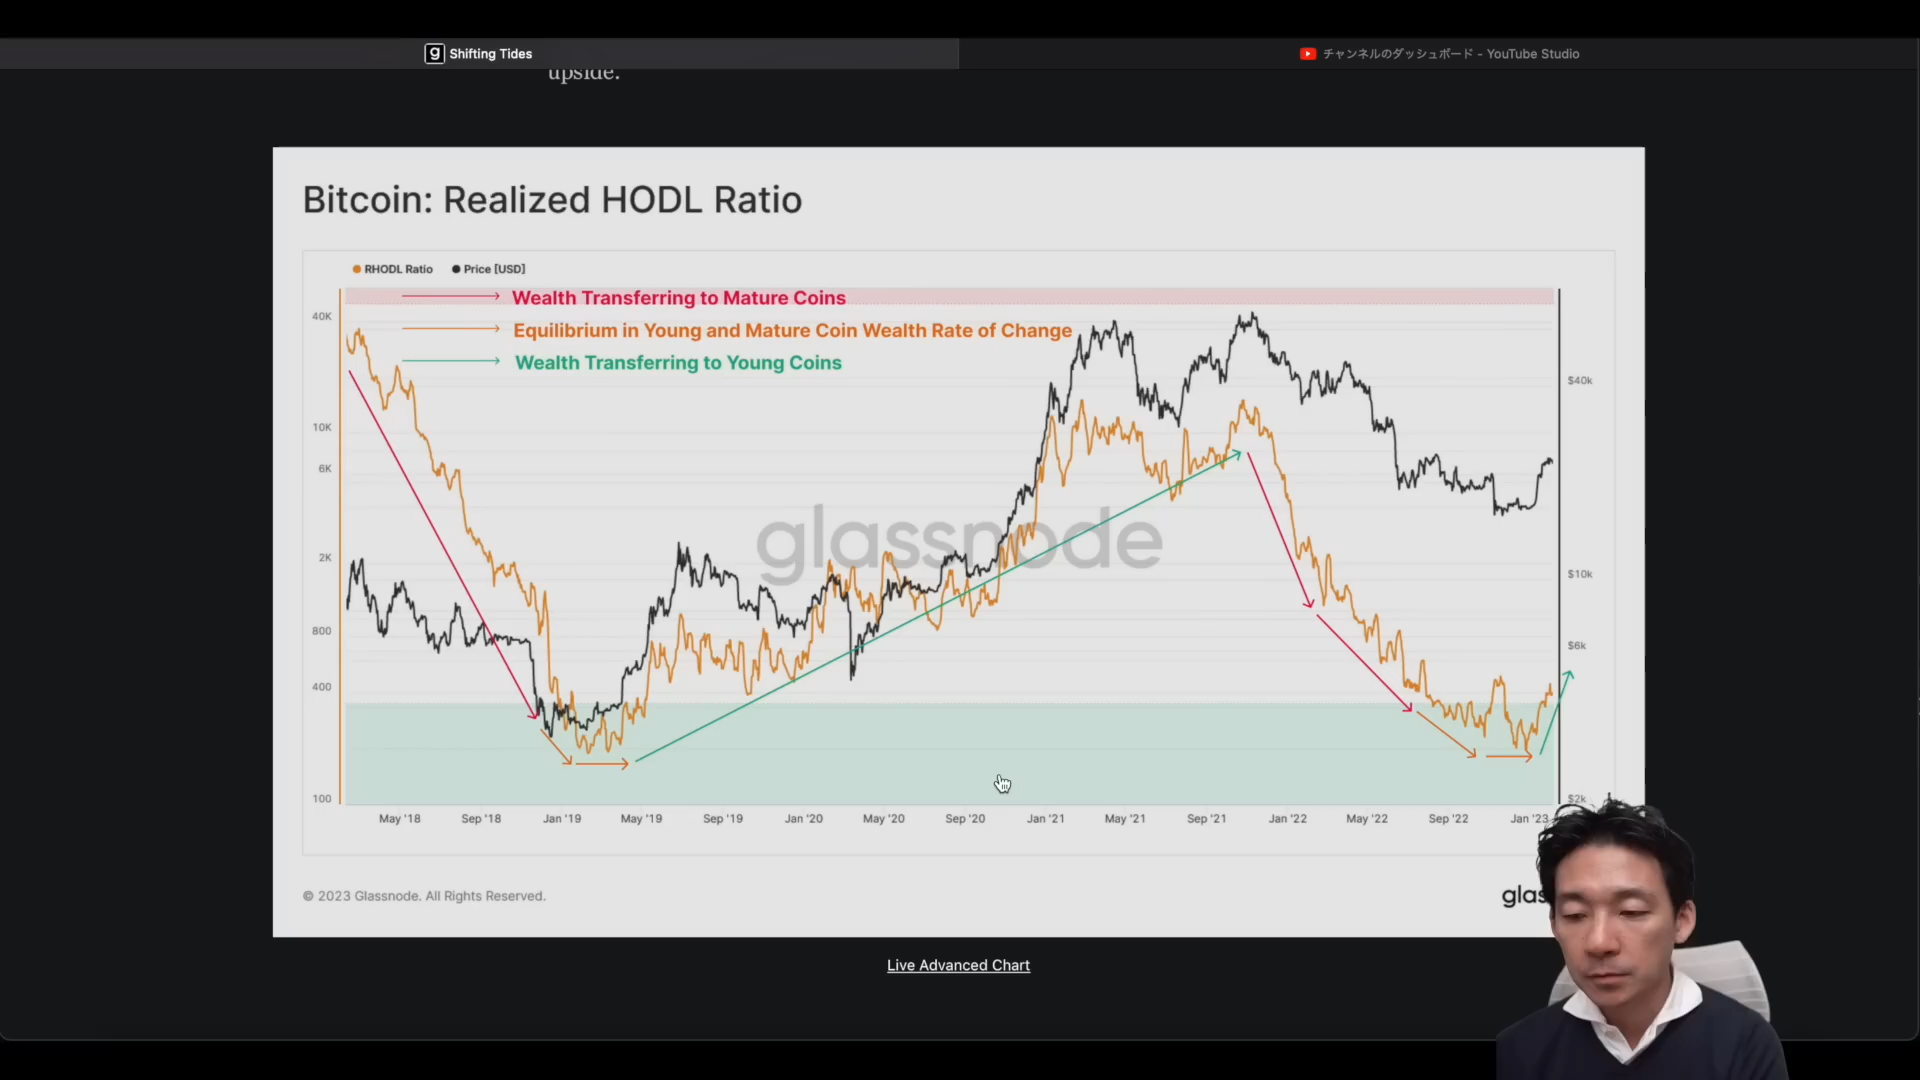 Shifting Tides
チャンネルのダッシュボード - YouTube Studio
upside.
Bitcoin: Realized HODL Ratio
RHODL Ratio
Price [USD]
Wealth Transferring to Mature Coins
Equilibrium in Young and Mature Coin Wealth Rate of Change
Wealth Transferring to Young Coins
40K
10K
6K
2K
800
400
100
$40k
$10k
$6k
$2k
glassnode
May '18
Sep '18
Jan '19
May '19
Sep '19
Jan '20
May '20
Sep '20
Jan '21
May '21
Sep '21
Jan '22
May '22
Sep '22
Jan '23
© 2023 Glassnode. All Rights Reserved.
glas
Live Advanced Chart